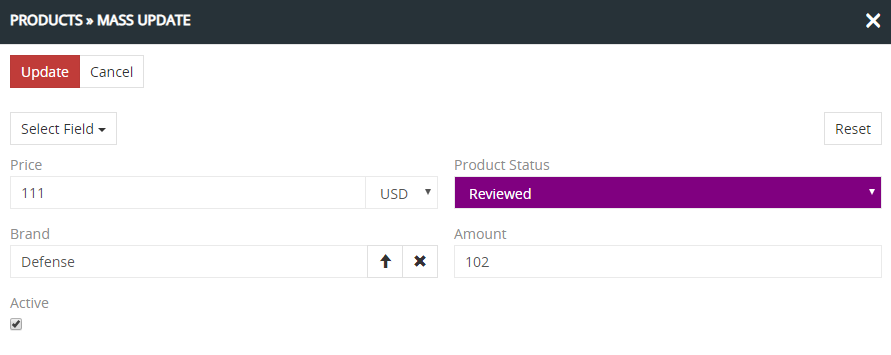 PRODUCTS » MASS UPDATE
Update Cancel
Select Field Reset
Price Product Status
111 USD Reviewed
Brand Amount
Defense 102
Active